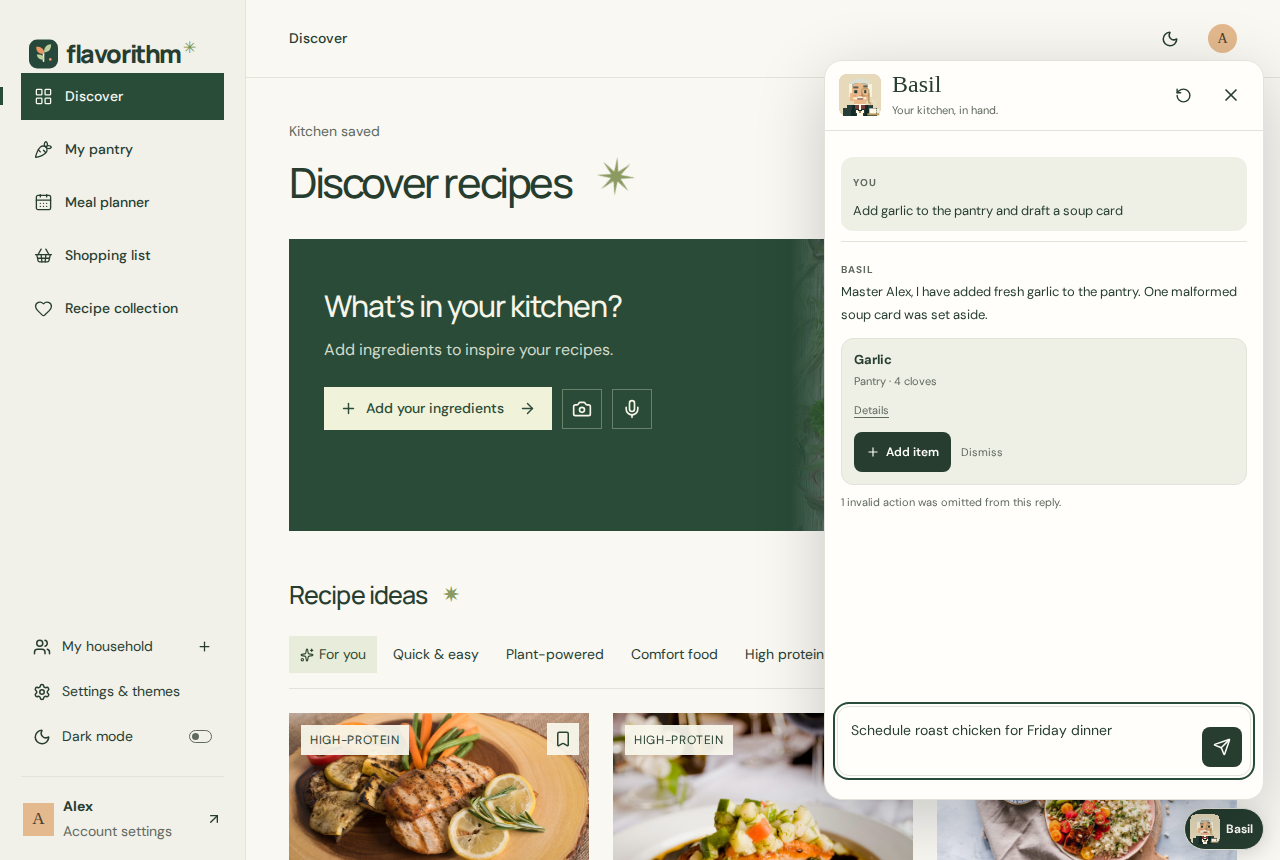 flavorithm
Discover
My pantry
Meal planner
Shopping list
Recipe collection
My household
Settings & themes
Dark mode
Alex
Account settings
Discover
A
Kitchen saved
Discover recipes
What's in your kitchen?
Add ingredients to inspire your recipes.
Add your ingredients
Recipe ideas
For you
Quick & easy
Plant-powered
Comfort food
High protein
HIGH-PROTEIN
HIGH-PROTEIN
Basil
Your kitchen, in hand.
YOU
Add garlic to the pantry and draft a soup card
BASIL
Master Alex, I have added fresh garlic to the pantry. One malformed
soup card was set aside.
Garlic
Pantry · 4 cloves
Details
Add item
Dismiss
1 invalid action was omitted from this reply.
Schedule roast chicken for Friday dinner
Basil
A